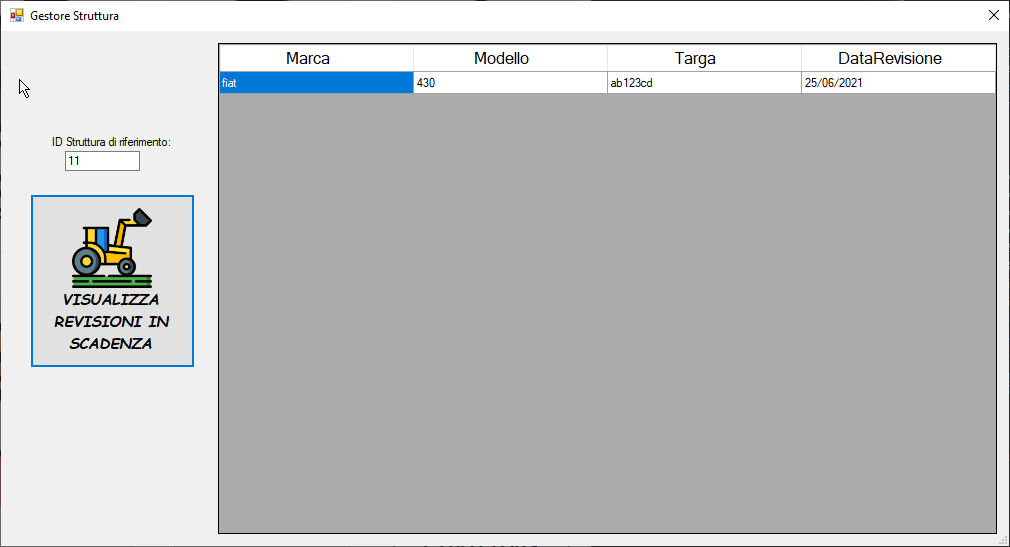 Gestore Struttura
Marca Modello Targa DataRevisione
fiat 430 ab123cd 25/06/2021
ID Struttura di riferimento:
11
VISUALIZZA
REVISIONI IN
SCADENZA